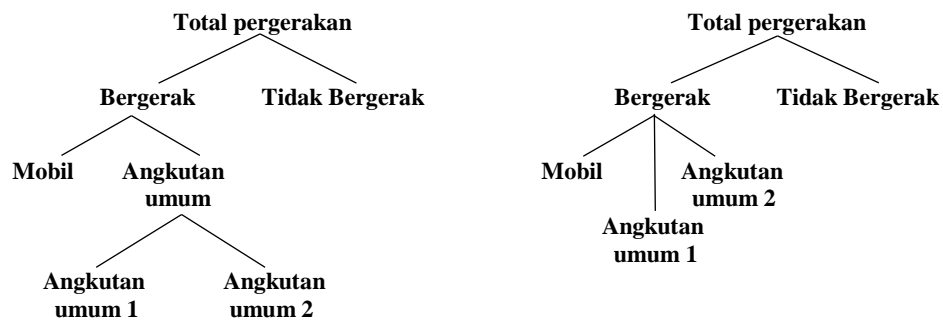 Total pergerakan
Bergerak
Tidak Bergerak
Mobil
Angkutan
umum
Angkutan
umum 1
Angkutan
umum 2
Total pergerakan
Bergerak
Tidak Bergerak
Mobil
Angkutan
umum 2
Angkutan
umum 1